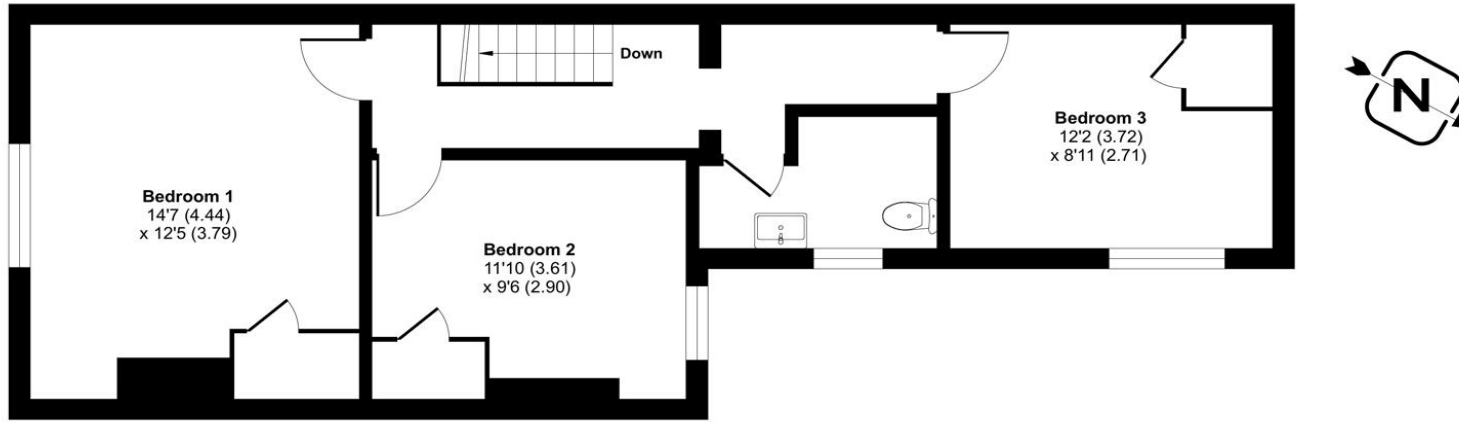 Down
Bedroom 1
14'7 (4.44)
x 12'5 (3.79)
Bedroom 2
11'10 (3.61)
x 9'6 (2.90)
Bedroom 3
12'2 (3.72)
x 8'11 (2.71)
N